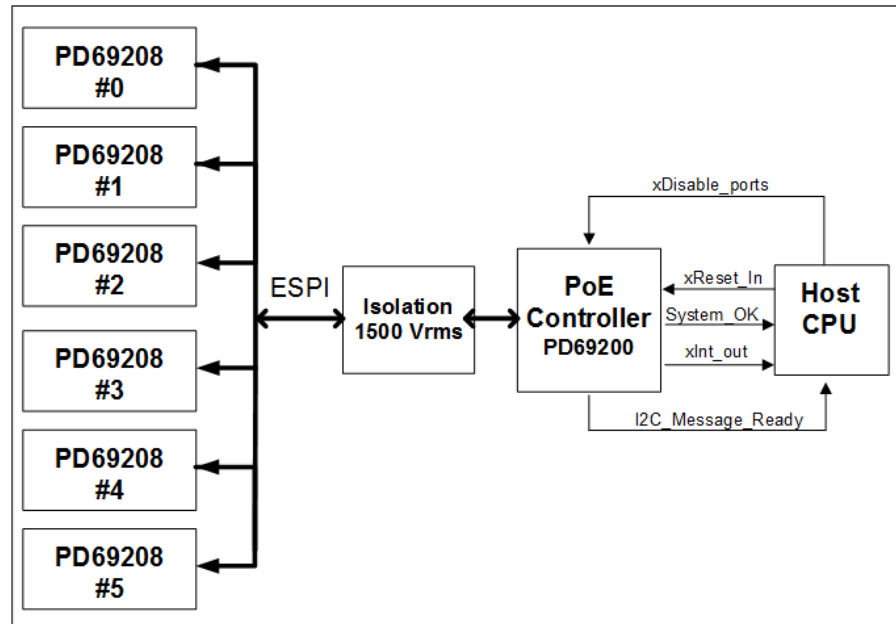 PD69208
#0
PD69208
#1
PD69208
#2
PD69208
#3
PD69208
#4
PD69208
#5
ESPI
Isolation
1500 Vrms
PoE
Controller
PD69200
xDisable_ports
xReset_In
System_OK
xInt_out
I2C_Message_Ready
Host
CPU